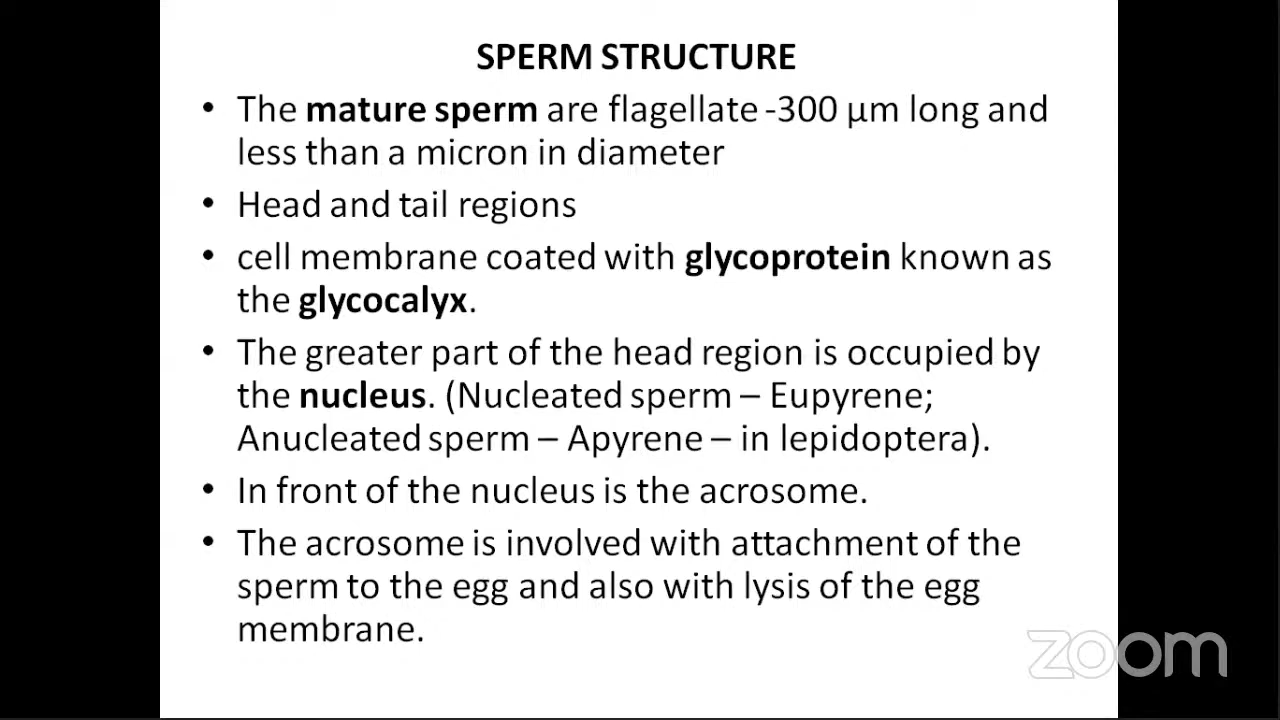 SPERM STRUCTURE
• The mature sperm are flagellate -300 µm long and
less than a micron in diameter
• Head and tail regions
• cell membrane coated with glycoprotein known as
the glycocalyx.
• The greater part of the head region is occupied by
the nucleus. (Nucleated sperm – Eupyrene;
Anucleated sperm – Apyrene – in lepidoptera).
• In front of the nucleus is the acrosome.
• The acrosome is involved with attachment of the
sperm to the egg and also with lysis of the egg
membrane.
zoom